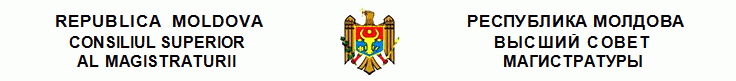 REPUBLICA MOLDOVA
CONSILIUL SUPERIOR
AL MAGISTRATURII
РЕСПУБЛИКА МОЛДОВА
ВЫСШИЙ СОВЕТ
МАГИСТРАТУРЫ